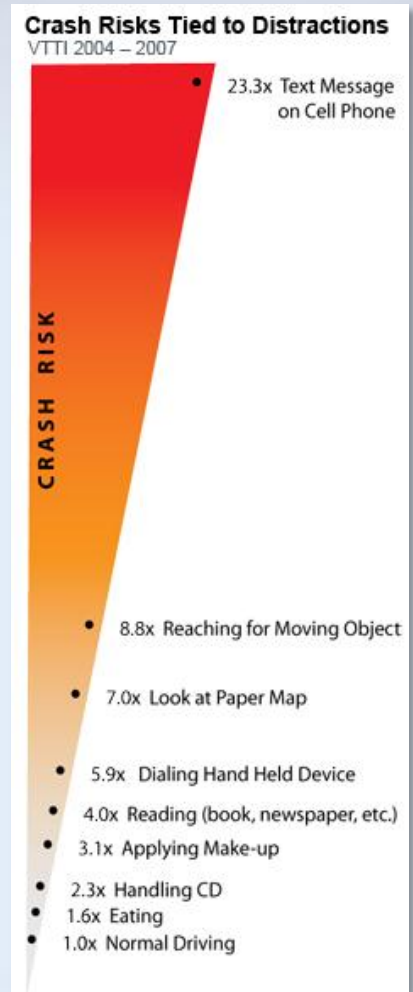 Crash Risks Tied to Distractions
VTTI 2004 – 2007
23.3x Text Message
on Cell Phone
CRASH RISK
8.8x Reaching for Moving Object
7.0x Look at Paper Map
5.9x Dialing Hand Held Device
4.0x Reading (book, newspaper, etc.)
3.1x Applying Make-up
2.3x Handling CD
1.6x Eating
1.0x Normal Driving